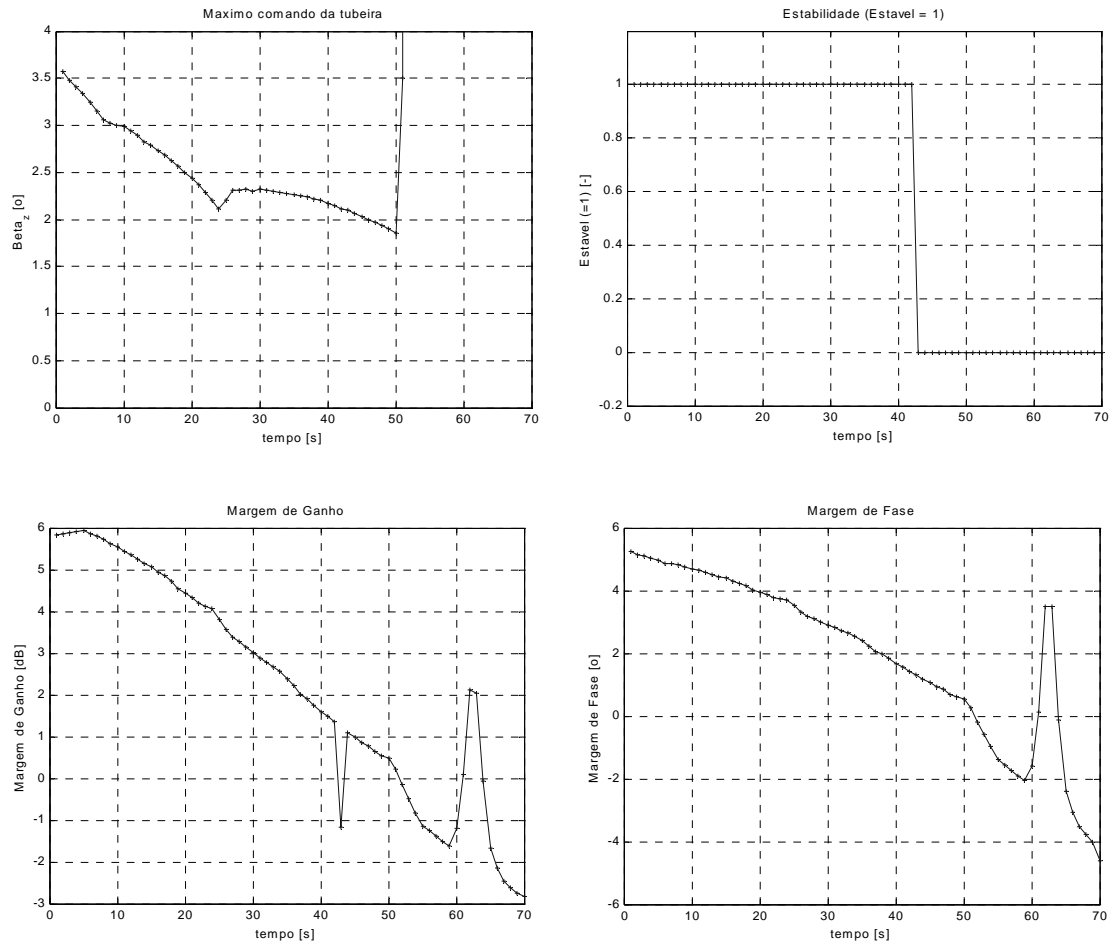 Maximo comando da tubeira
4
3.5
3
2.5
2
1.5
1
0.5
0
Beta_z [o]
0 10 20 30 40 50 60 70
tempo [s]
Estabilidade (Estavel = 1)
1
0.8
0.6
0.4
0.2
0
-0.2
Estavel (=1) [-]
0 10 20 30 40 50 60 70
tempo [s]
Margem de Ganho
6
5
4
3
2
1
0
-1
-2
-3
Margem de Ganho [dB]
0 10 20 30 40 50 60 70
tempo [s]
Margem de Fase
6
4
2
0
-2
-4
-6
Margem de Fase [o]
0 10 20 30 40 50 60 70
tempo [s]